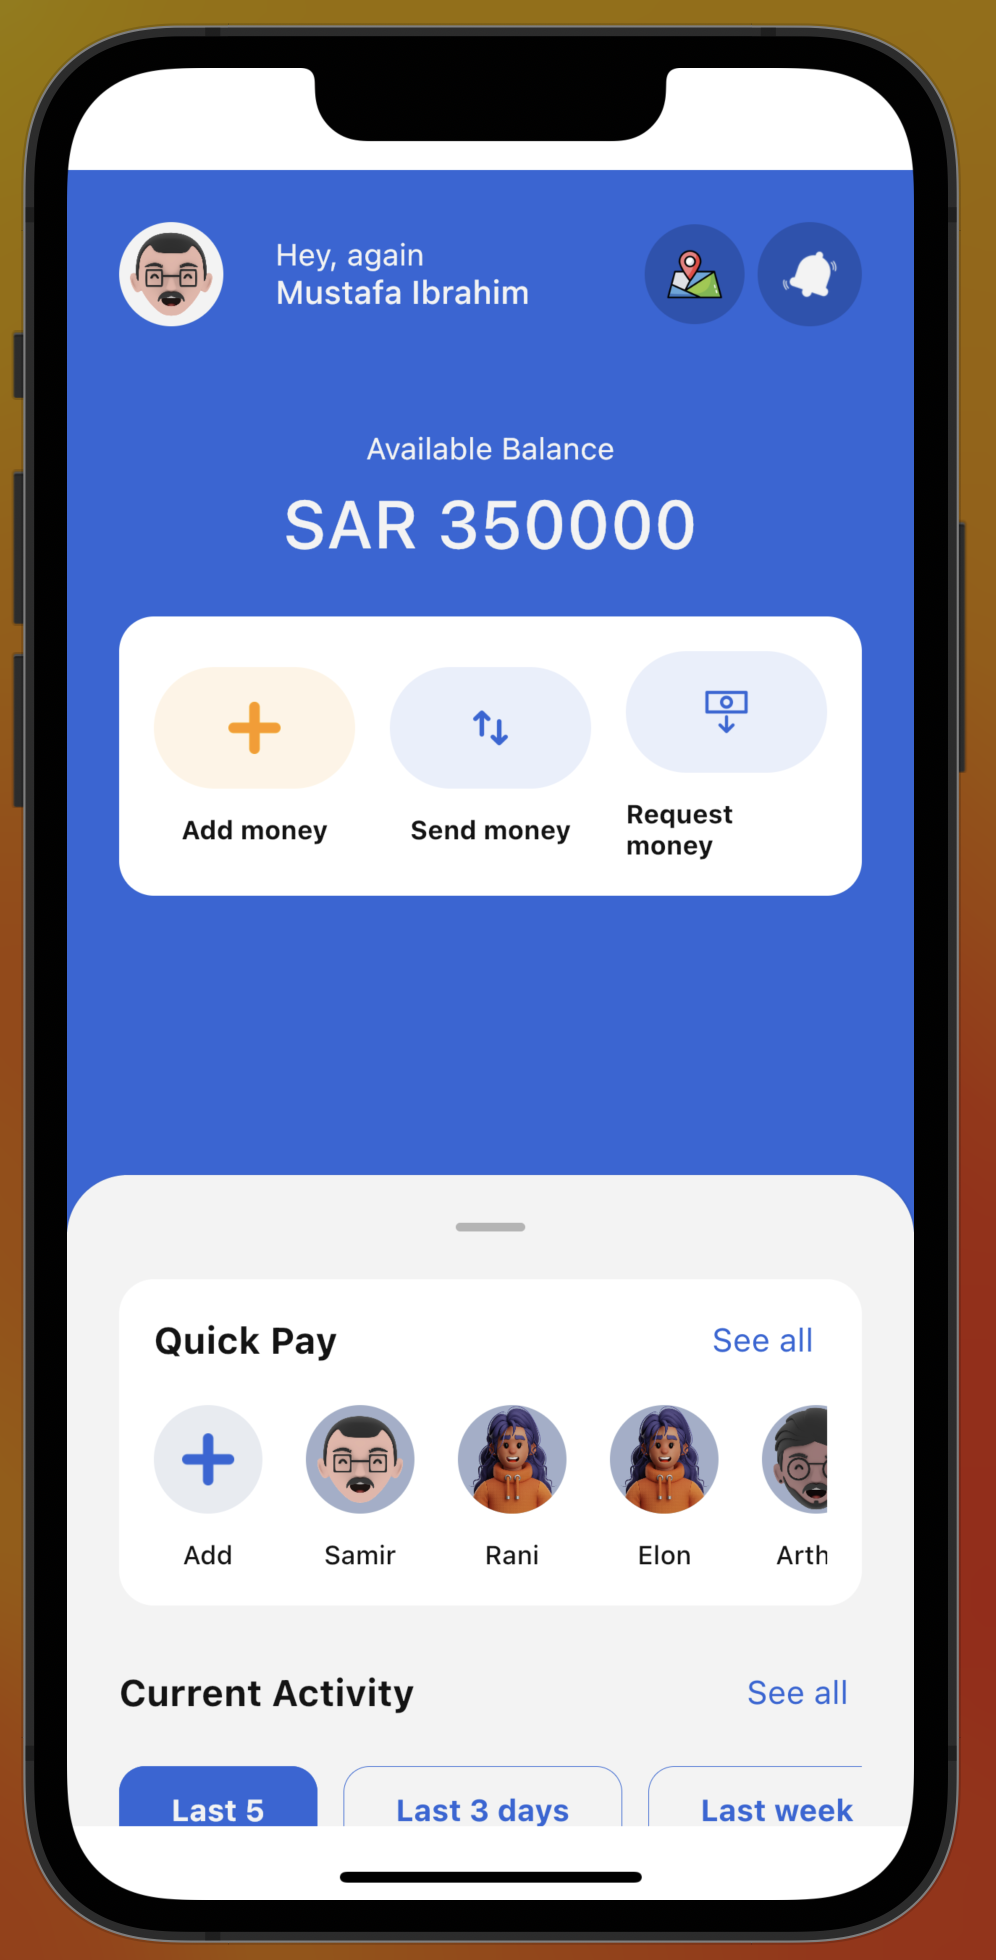 Hey, again
Mustafa Ibrahim
Available Balance
SAR 350000
Add money
Send money
Request
money
Quick Pay
See all
Add
Samir
Rani
Elon
Arth
Current Activity
See all
Last 5
Last 3 days
Last week